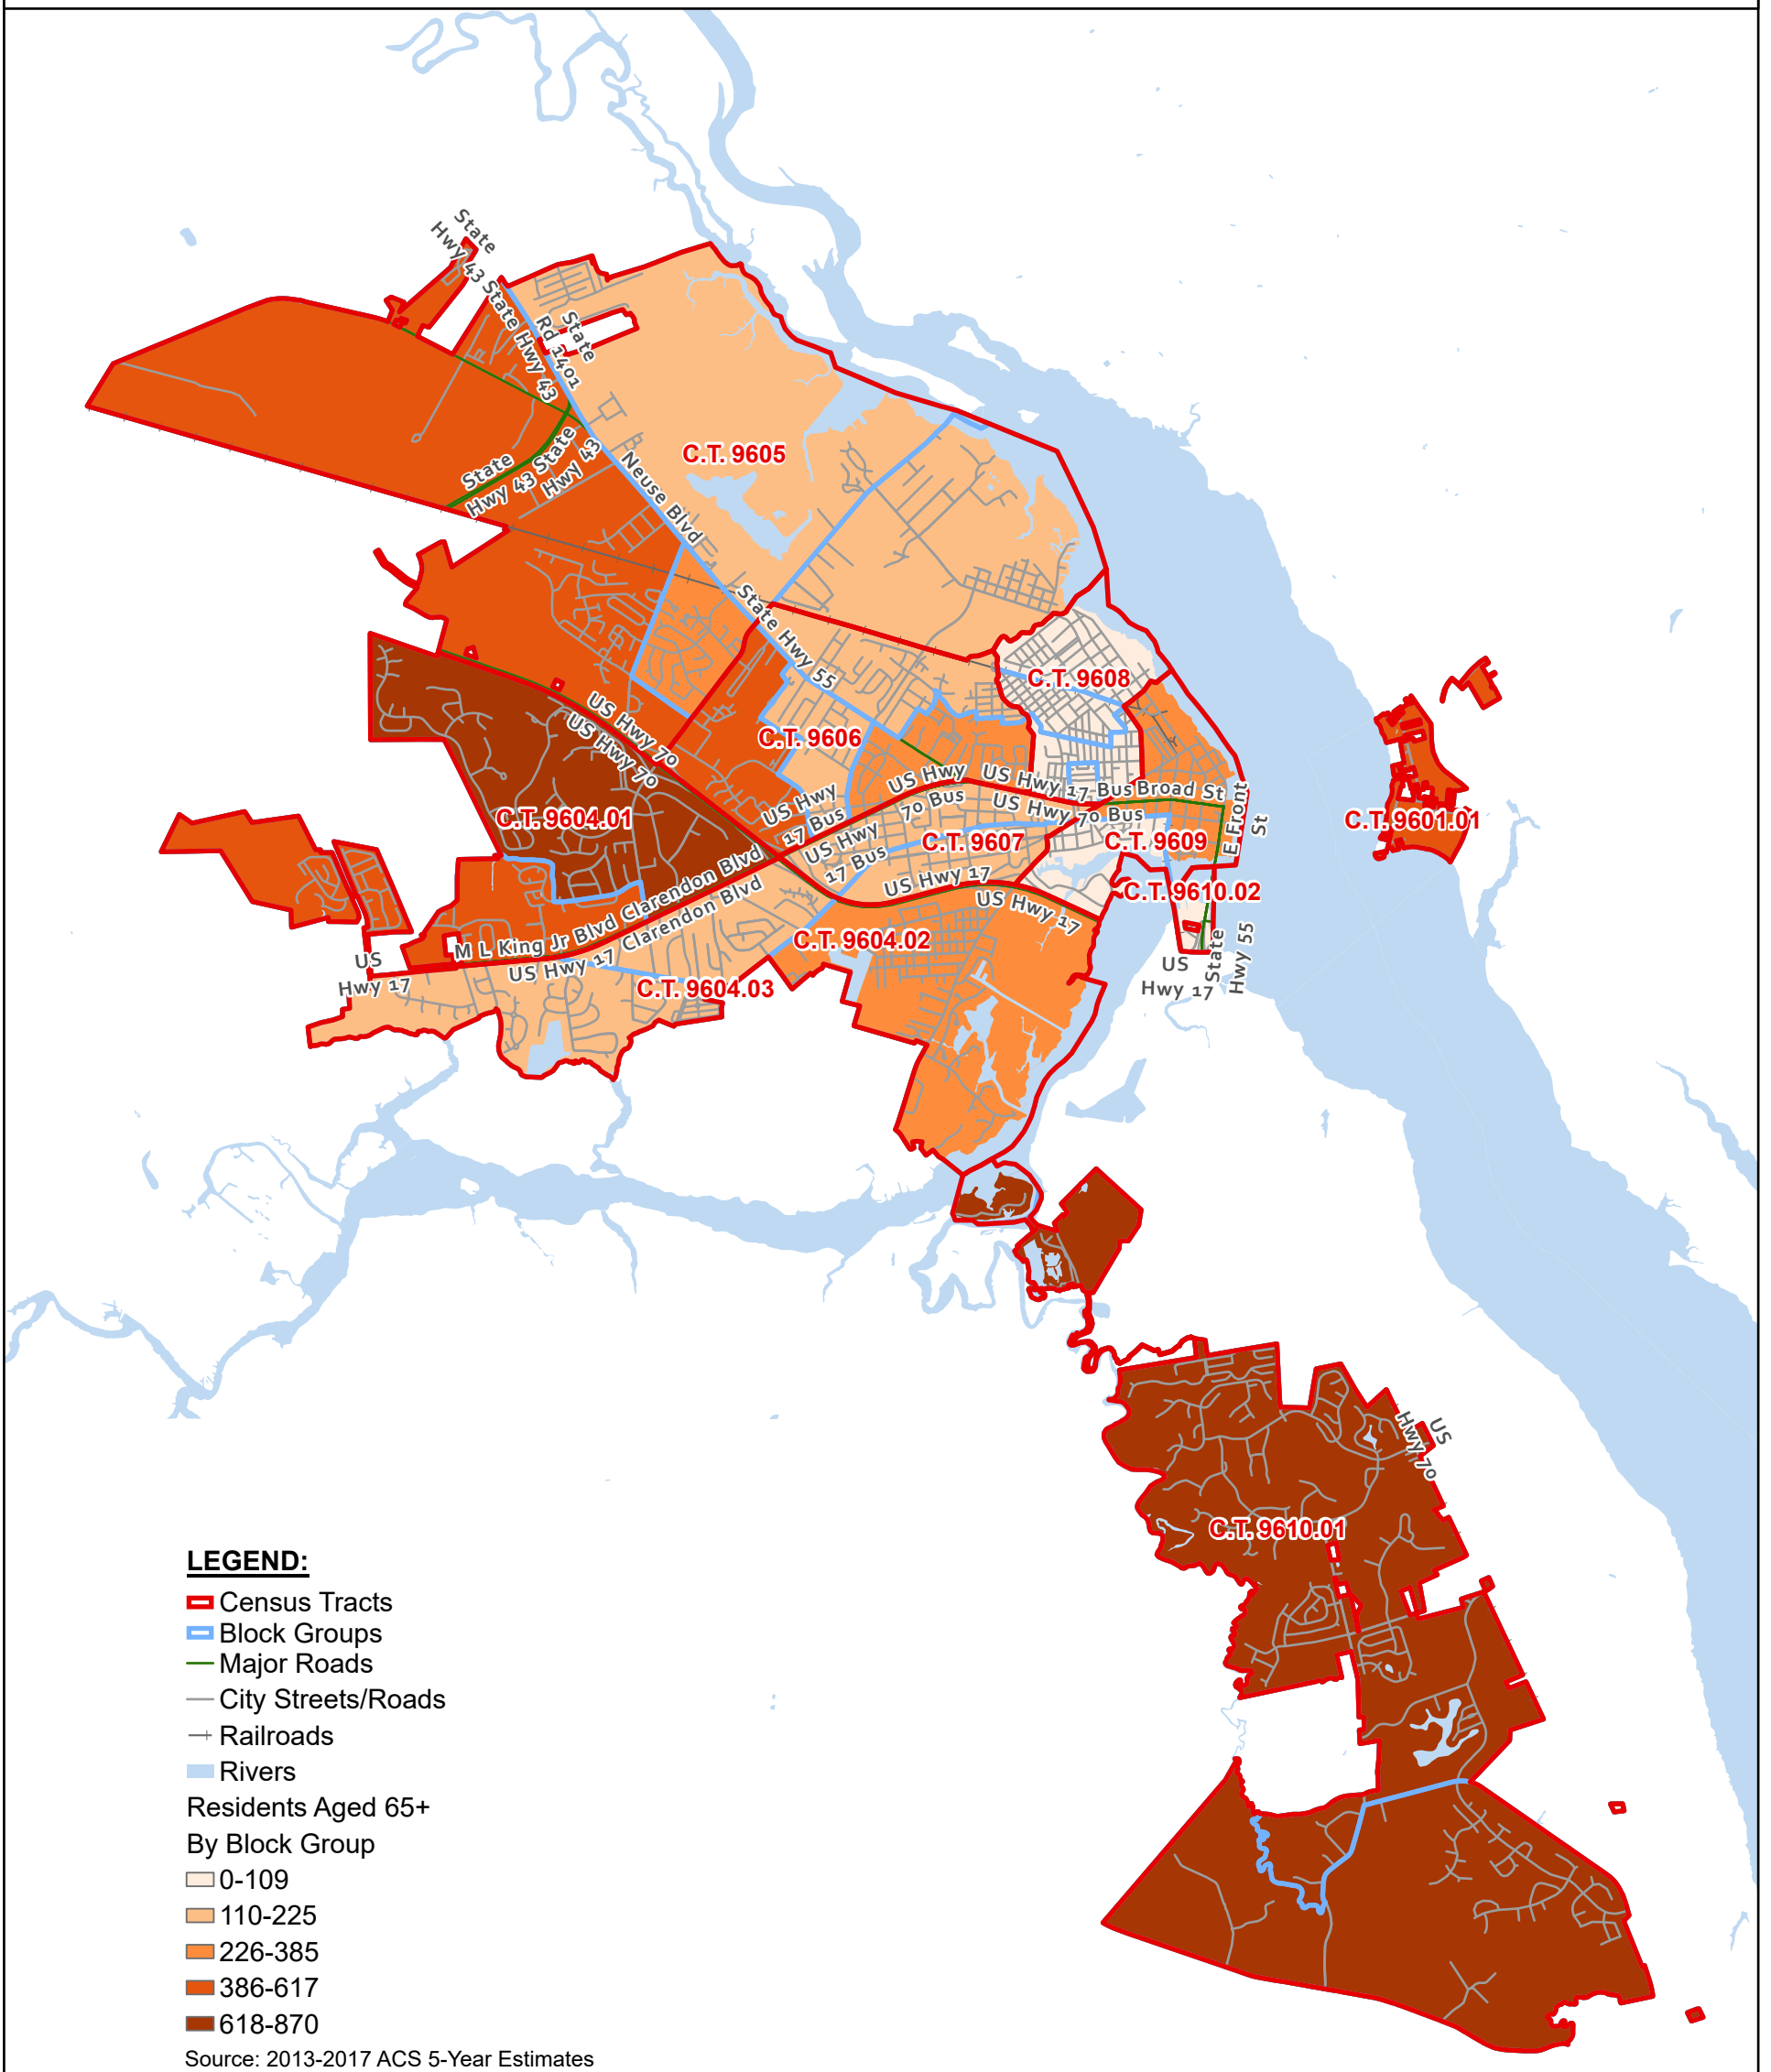 State
Hwy 43
State
Hwy 43
State
Rd 1401
C.T. 9605
State
Hwy 43
State
Hwy 43
Neuse Blvd
State Hwy 55
C.T. 9608
US Hwy 70
US Hwy 70
C.T. 9606
US Hwy
17 Bus
US Hwy
70 Bus
US Hwy 17 Bus
Broad St
US Hwy 70 Bus
E Front
St
C.T. 9601.01
C.T. 9604.01
US Hwy
17 Bus
C.T. 9607
C.T. 9609
US Hwy 17
US Hwy 17
C.T. 9610.02
M L King Jr Blvd
Clarendon Blvd
Clarendon Blvd
US Hwy 17
US
Hwy 17
C.T. 9604.02
C.T. 9604.03
US
Hwy 17
State
Hwy 55
US
Hwy 70
C.T. 9610.01
LEGEND:
Census Tracts
Block Groups
Major Roads
City Streets/Roads
Railroads
Rivers
Residents Aged 65+
By Block Group
0-109
110-225
226-385
386-617
618-870
Source: 2013-2017 ACS 5-Year Estimates